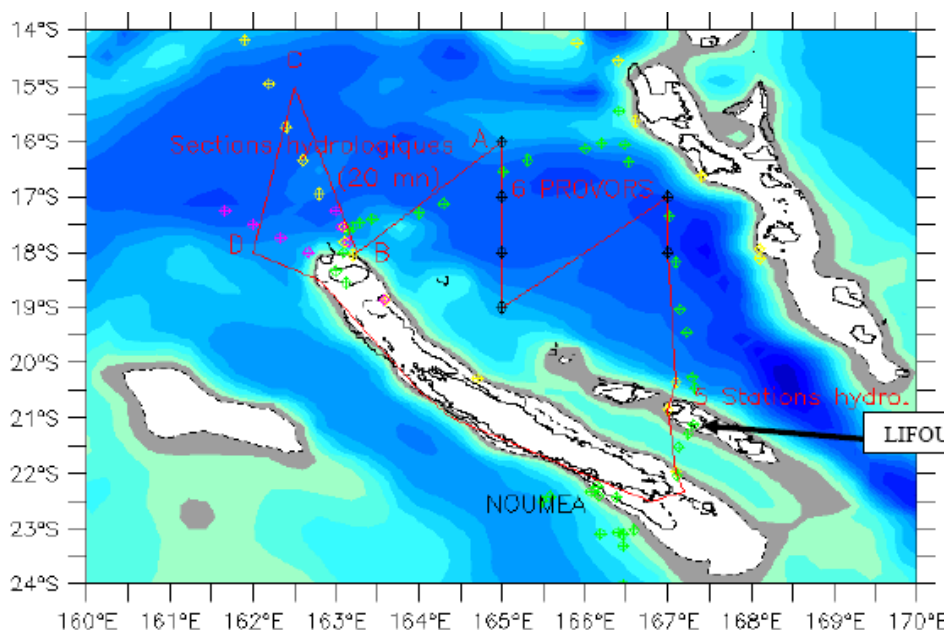 14°S
C
15°S
16°S
A
Sections hydrologiques
(20 mn)
6 PROVORS
17°S
18°S
D
B
19°S
20°S
5 Stations hydro.
21°S
LIFOU
22°S
NOUMEA
23°S
24°S
160°E 161°E 162°E 163°E 164°E 165°E 166°E 167°E 168°E 169°E 170°E